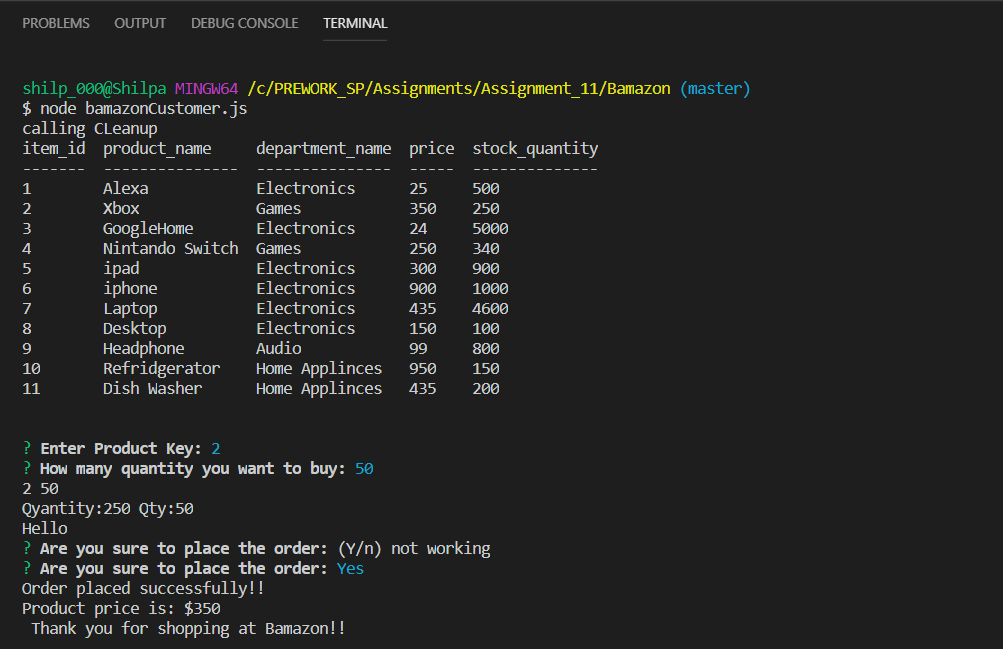 PROBLEMS OUTPUT DEBUG CONSOLE TERMINAL
shilp_000@Shilpa MINGW64 /c/PREWORK_SP/Assignments/Assignment_11/Bamazon (master)
$ node bamazonCustomer.js
calling CLeanup
item_id  product_name     department_name  price  stock_quantity
-------  ---------------  ---------------  -----  --------------
1        Alexa            Electronics      25     500
2        Xbox             Games            350    250
3        GoogleHome       Electronics      24     5000
4        Nintando Switch  Games            250    340
5        ipad             Electronics      300    900
6        iphone           Electronics      900    1000
7        Laptop           Electronics      435    4600
8        Desktop          Electronics      150    100
9        Headphone        Audio            99     800
10       Refridgerator    Home Applinces   950    150
11       Dish Washer      Home Applinces   435    200
? Enter Product Key: 2
? How many quantity you want to buy: 50
2 50
Qyantity:250 Qty:50
Hello
? Are you sure to place the order: (Y/n) not working
? Are you sure to place the order: Yes
Order placed successfully!!
Product price is: $350
Thank you for shopping at Bamazon!!